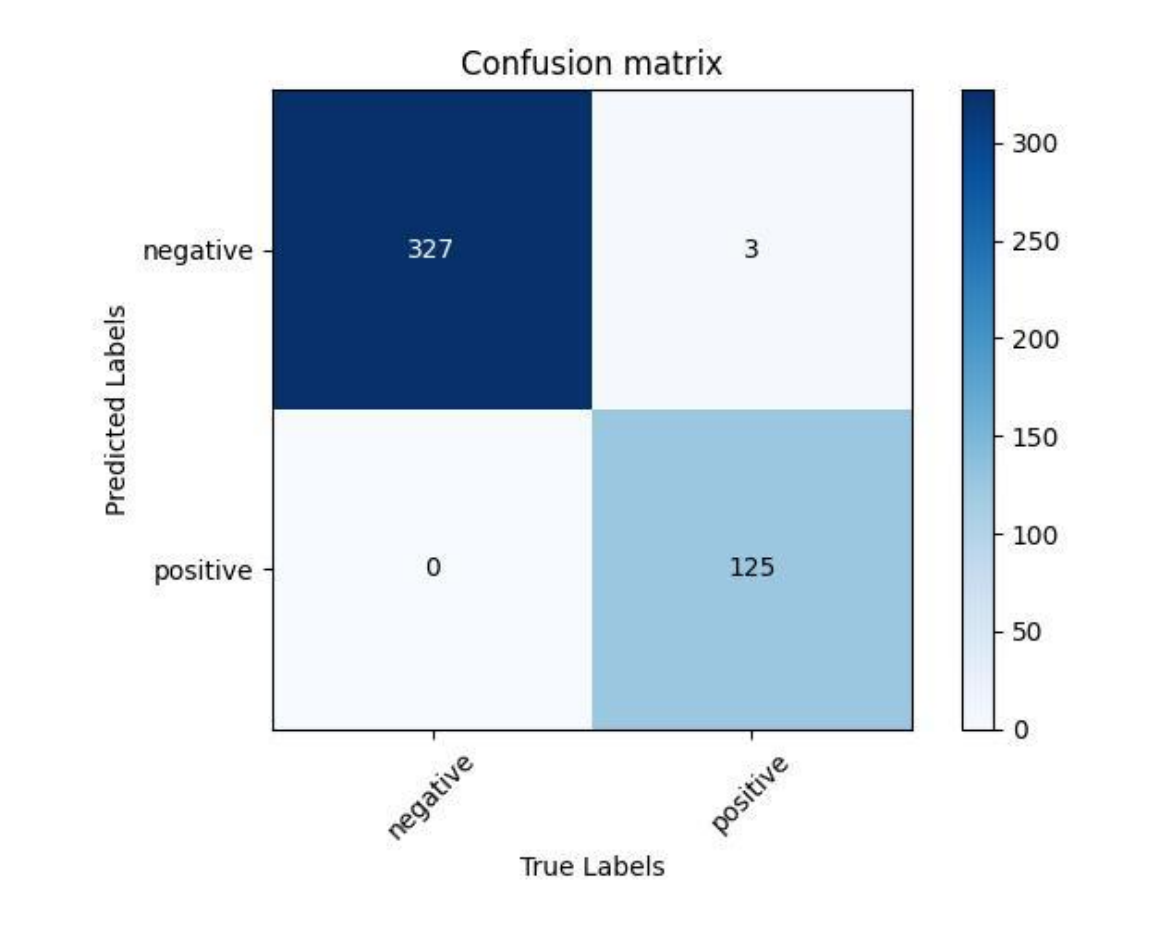 Confusion matrix
300
negative
327
3
250
200
Predicted Labels
150
100
positive
0
125
50
0
negative
positive
True Labels